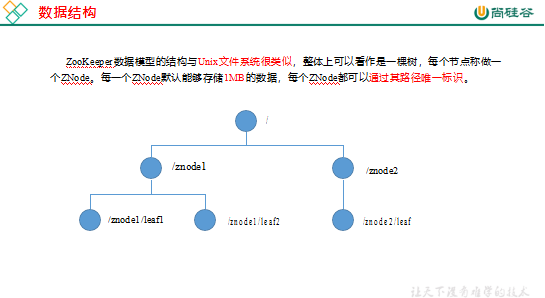 数据结构
尚硅谷
ZooKeeper数据模型的结构与Unix文件系统很类似，整体上可以看作是一棵树，每个节点称做一
个ZNode。每一个ZNode默认能够存储1MB的数据，每个ZNode都可以通过其路径唯一标识。
/
/znode1
/znode2
/znode1/leaf1
/znode1/leaf2
/znode2/leaf
让天下没有难学的技术